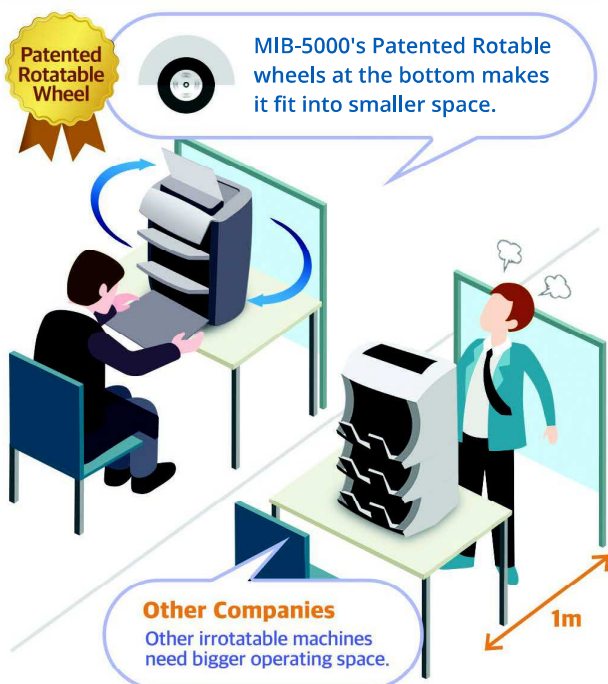 Patented
Rotatable
Wheel
MIB-5000's Patented Rotable
wheels at the bottom makes
it fit into smaller space.
Other Companies
Other irrotatable machines
need bigger operating space.
1m